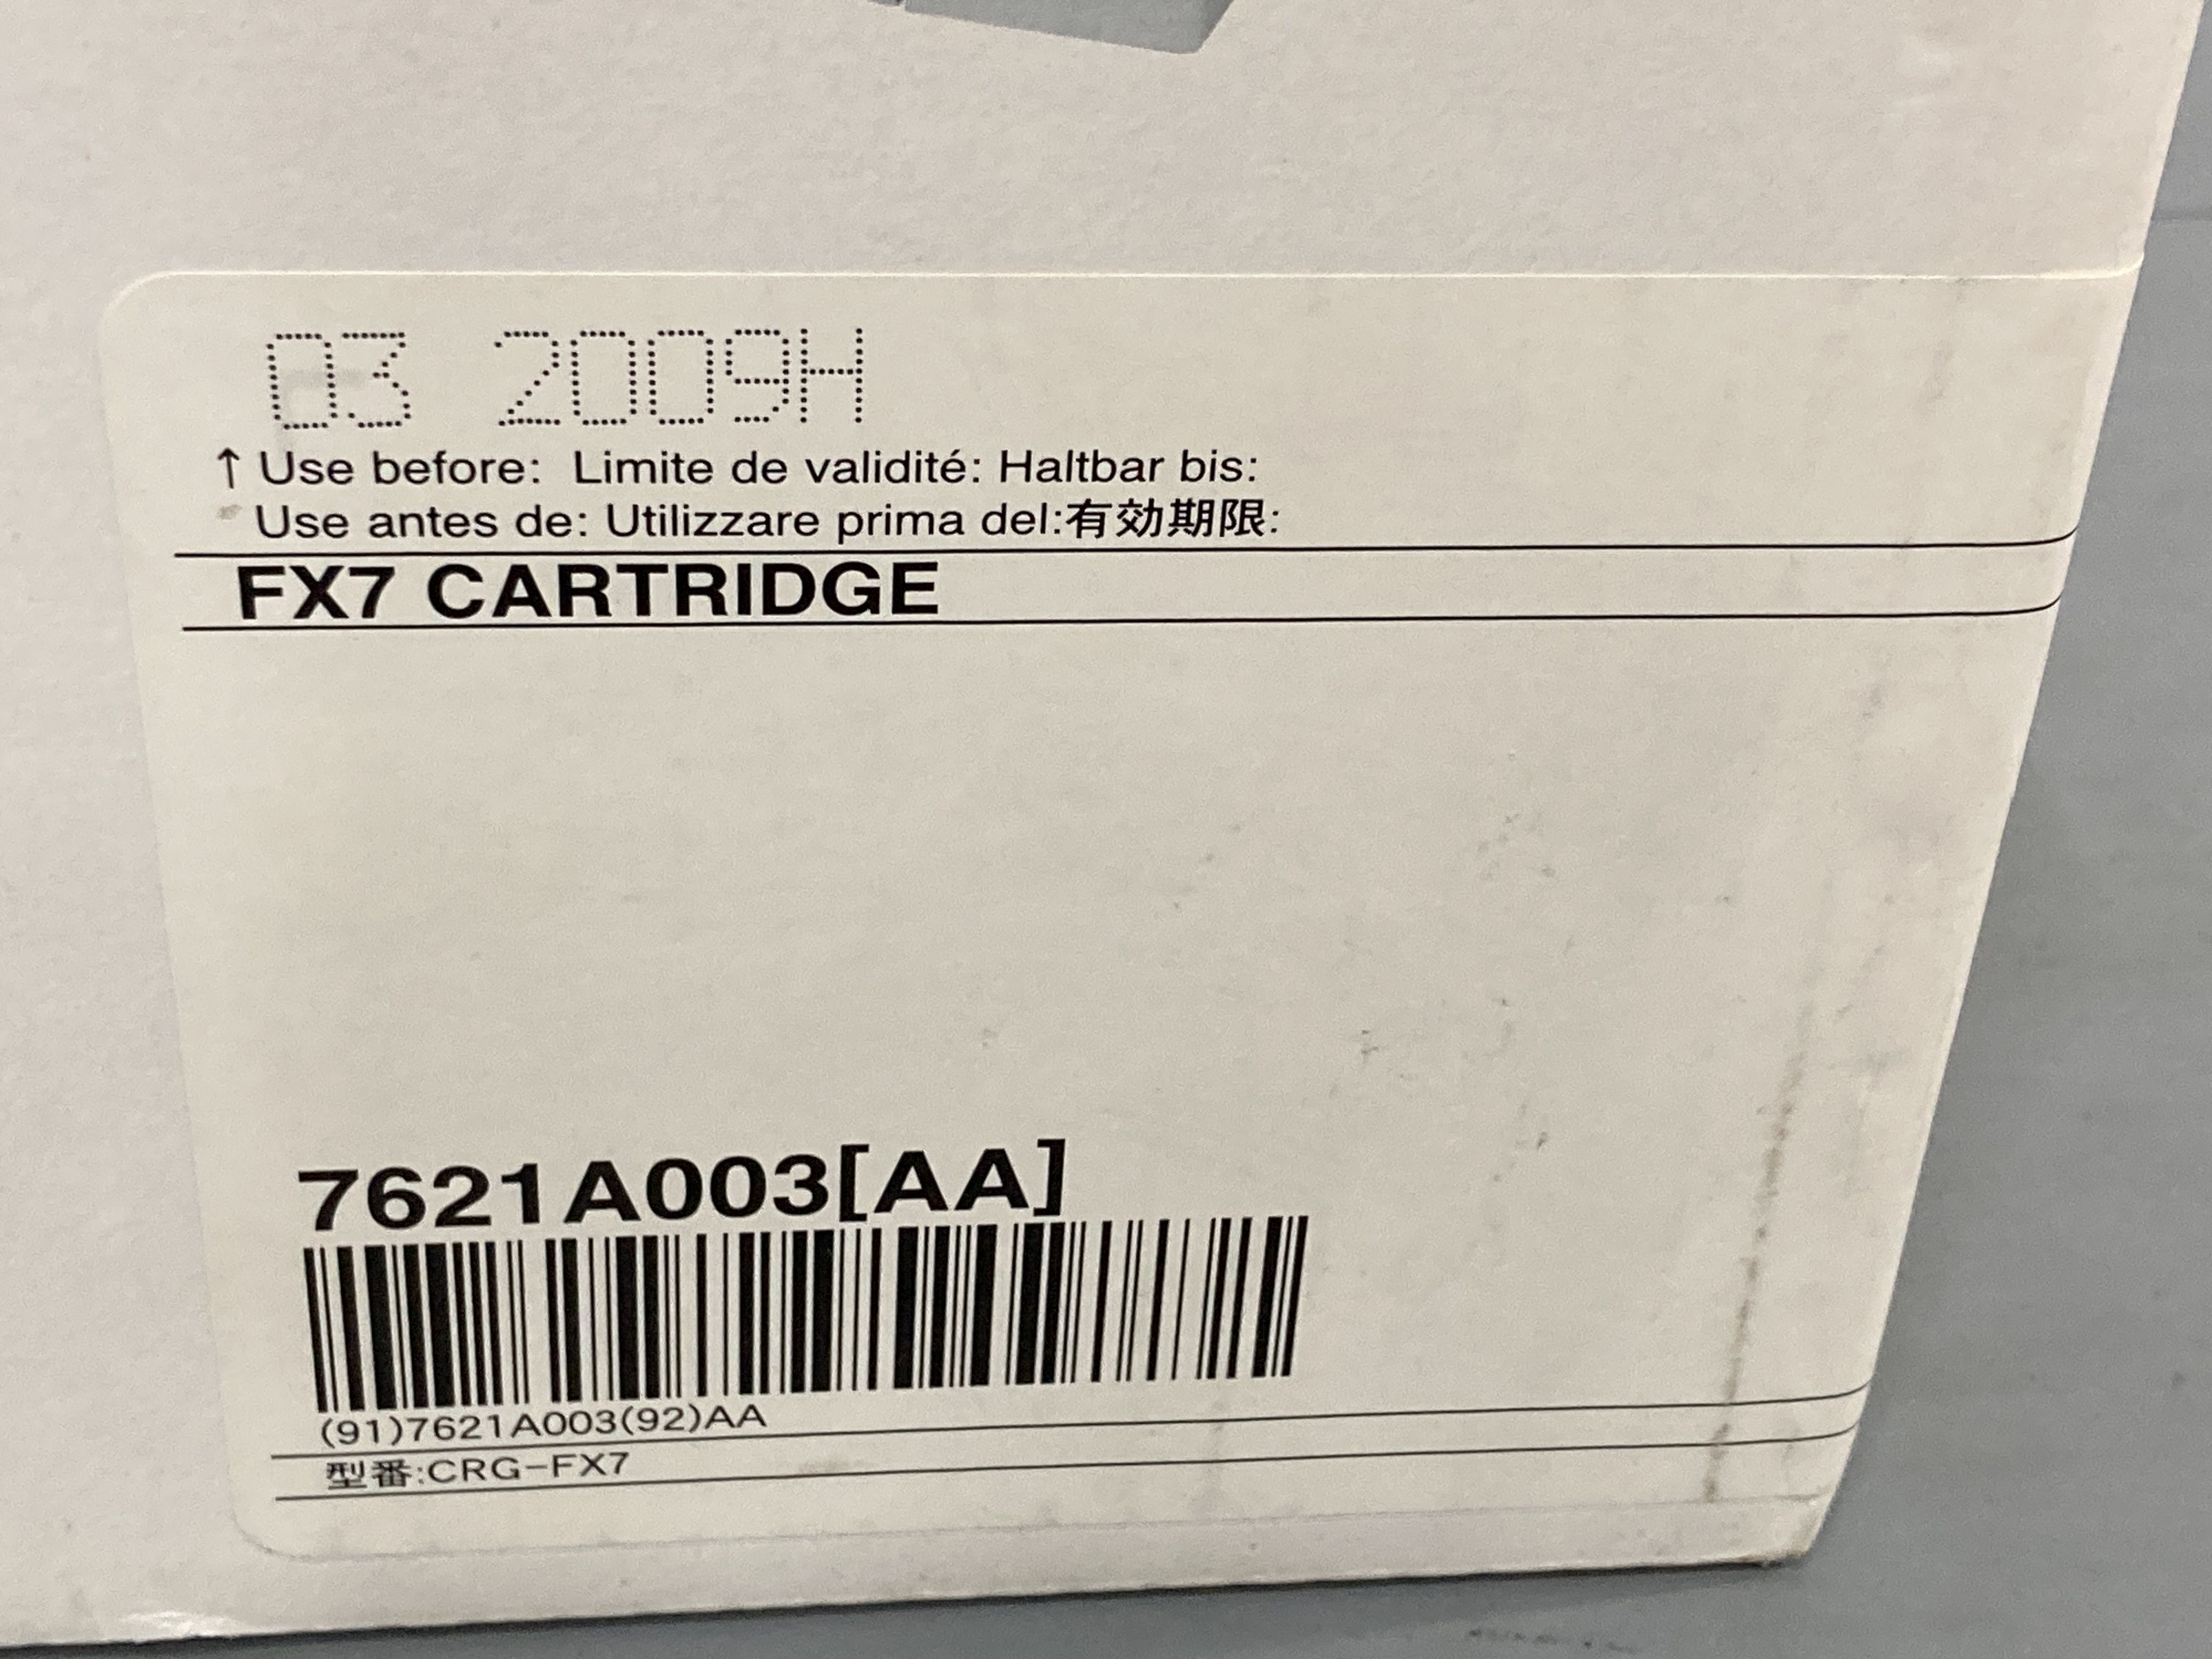 03 2009H
↑ Use before: Limite de validité: Haltbar bis:
Use antes de: Utilizzare prima del:有効期限:
FX7 CARTRIDGE
7621A003[AA]
(91)7621A003(92)AA
型番:CRG-FX7